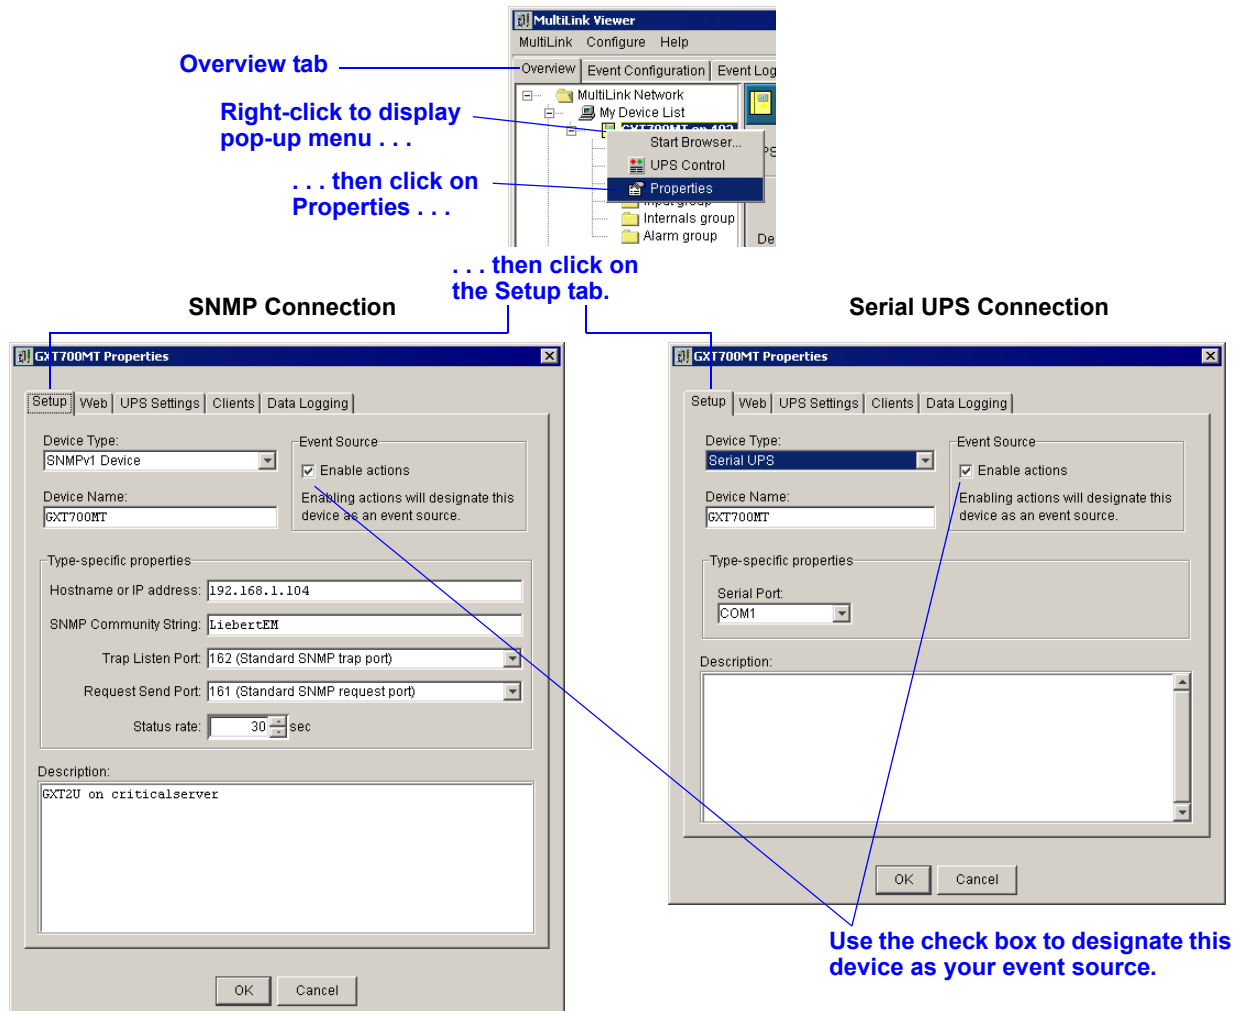 MultiLink Viewer
MultiLink Configure Help
Overview Event Configuration Event Log
Overview tab
MultiLink Network
My Device List
GXT700MT on 192
Right-click to display
pop-up menu . . .
Start Browser...
UPS Control
Properties
. . . then click on
Properties . . .
Input group
Internals group
Alarm group
De
. . . then click on
the Setup tab.
SNMP Connection
Serial UPS Connection
GXT700MT Properties
Setup Web UPS Settings Clients Data Logging
Device Type:
SNMPv1 Device
Event Source
Enable actions
Device Name:
GXT700MT
Enabling actions will designate this
device as an event source.
Type-specific properties
Hostname or IP address: 192.168.1.104
SNMP Community String: LiebertEM
Trap Listen Port: 162 (Standard SNMP trap port)
Request Send Port: 161 (Standard SNMP request port)
Status rate: 30 sec
Description:
GXT2U on criticalserver
OK Cancel
GXT700MT Properties
Setup Web UPS Settings Clients Data Logging
Device Type:
Serial UPS
Event Source
Enable actions
Device Name:
GXT700MT
Enabling actions will designate this
device as an event source.
Type-specific properties
Serial Port:
COM1
Description:
OK Cancel
Use the check box to designate this
device as your event source.